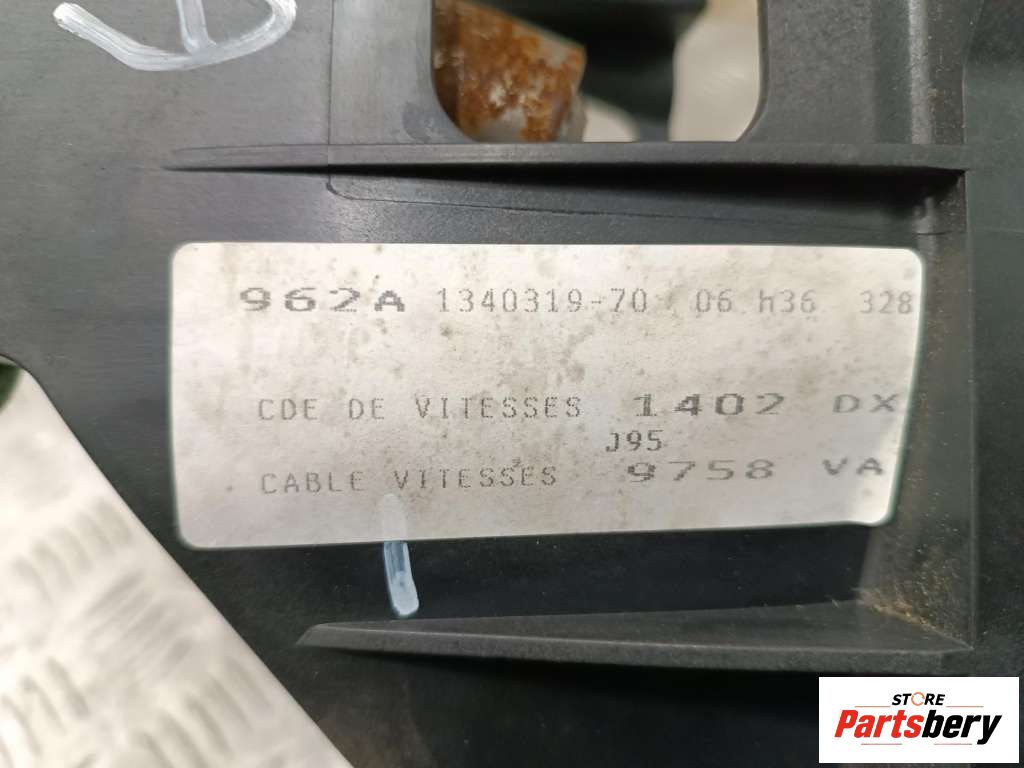 962A 1340319-70 06 h36 328
CDE DE VITESSES 1402 DX
J95
CABLE VITESSES 9758 VA
STORE
Partsbery